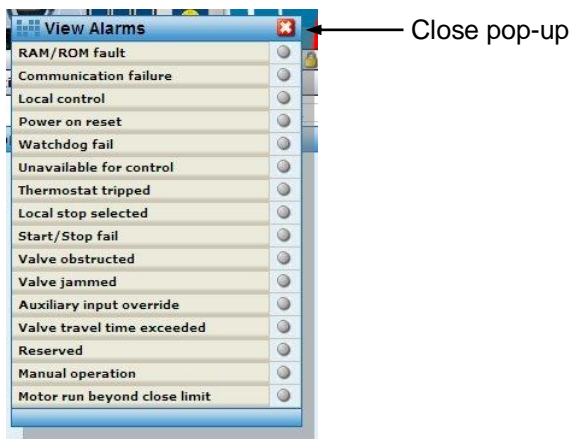 View Alarms
Close pop-up
RAM/ROM fault
Communication failure
Local control
Power on reset
Watchdog fail
Unavailable for control
Thermostat tripped
Local stop selected
Start/Stop fail
Valve obstructed
Valve jammed
Auxiliary input override
Valve travel time exceeded
Reserved
Manual operation
Motor run beyond close limit